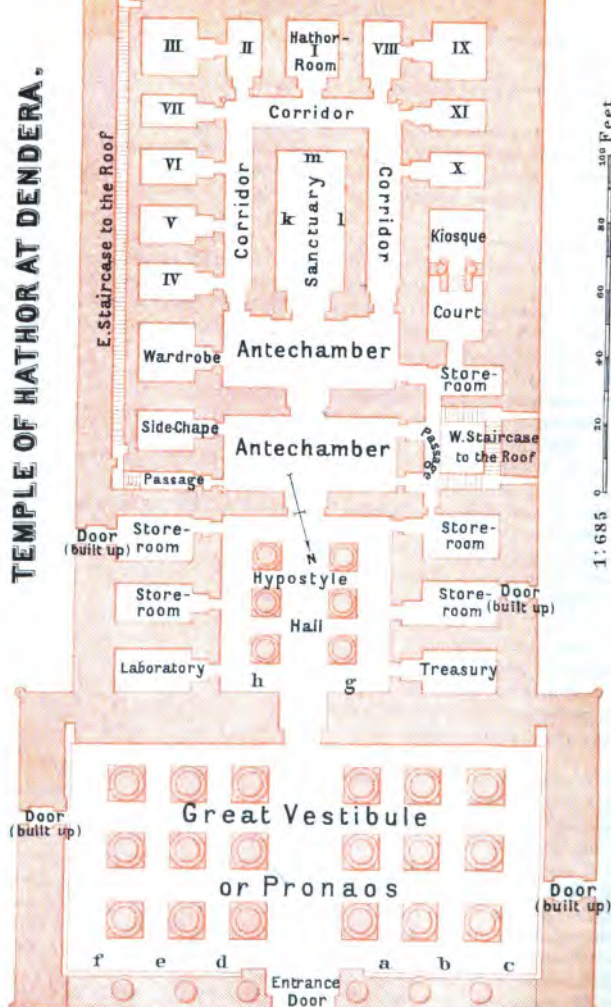 TEMPLE OF HATHOR AT DENDERA.
III
II
Hathor-
I
Room
VIII
IX
VII
Corridor
XI
VI
m
X
E. Staircase to the Roof
Corridor
k
Sanctuary
l
Corridor
V
Kiosque
IV
Court
Wardrobe
Antechamber
Store-
room
Side-Chape
Antechamber
Passage
W. Staircase
to the Roof
Passage
Door
(built up)
Store-
room
N
Store-
room
Hypostyle
Hall
Store-
room
Store-
room
Door
(built up)
Laboratory
h
g
Treasury
Great Vestibule
or Pronaos
Door
(built up)
Door
(built up)
f
e
d
a
b
c
Entrance
Door
1:685
0
20
40
60
80
100 Feet